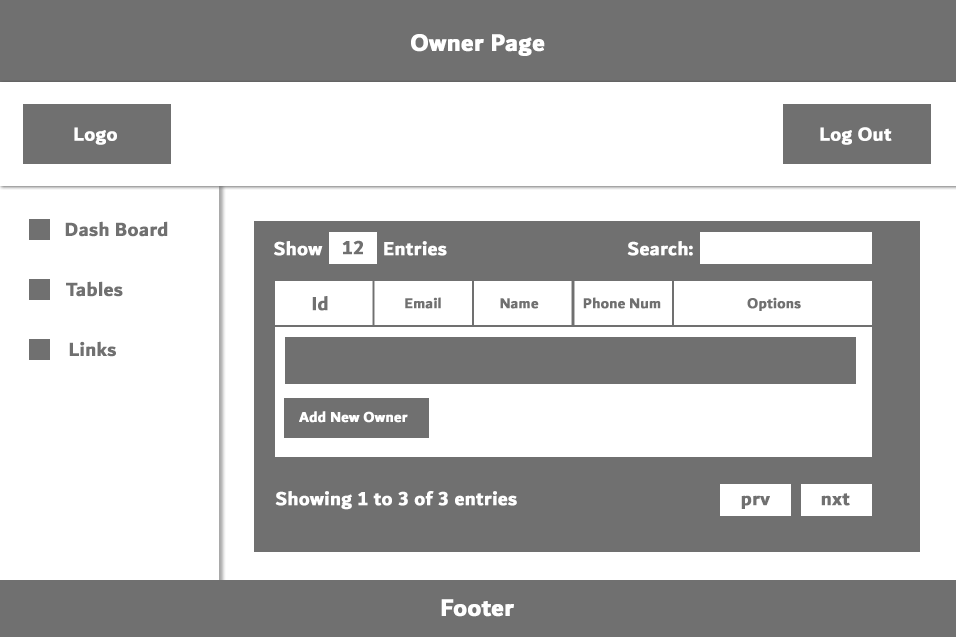 Owner Page
Logo
Log Out
Dash Board
Tables
Links
Show 12 Entries
Search:
Id Email Name Phone Num Options
Add New Owner
Showing 1 to 3 of 3 entries
prv nxt
Footer